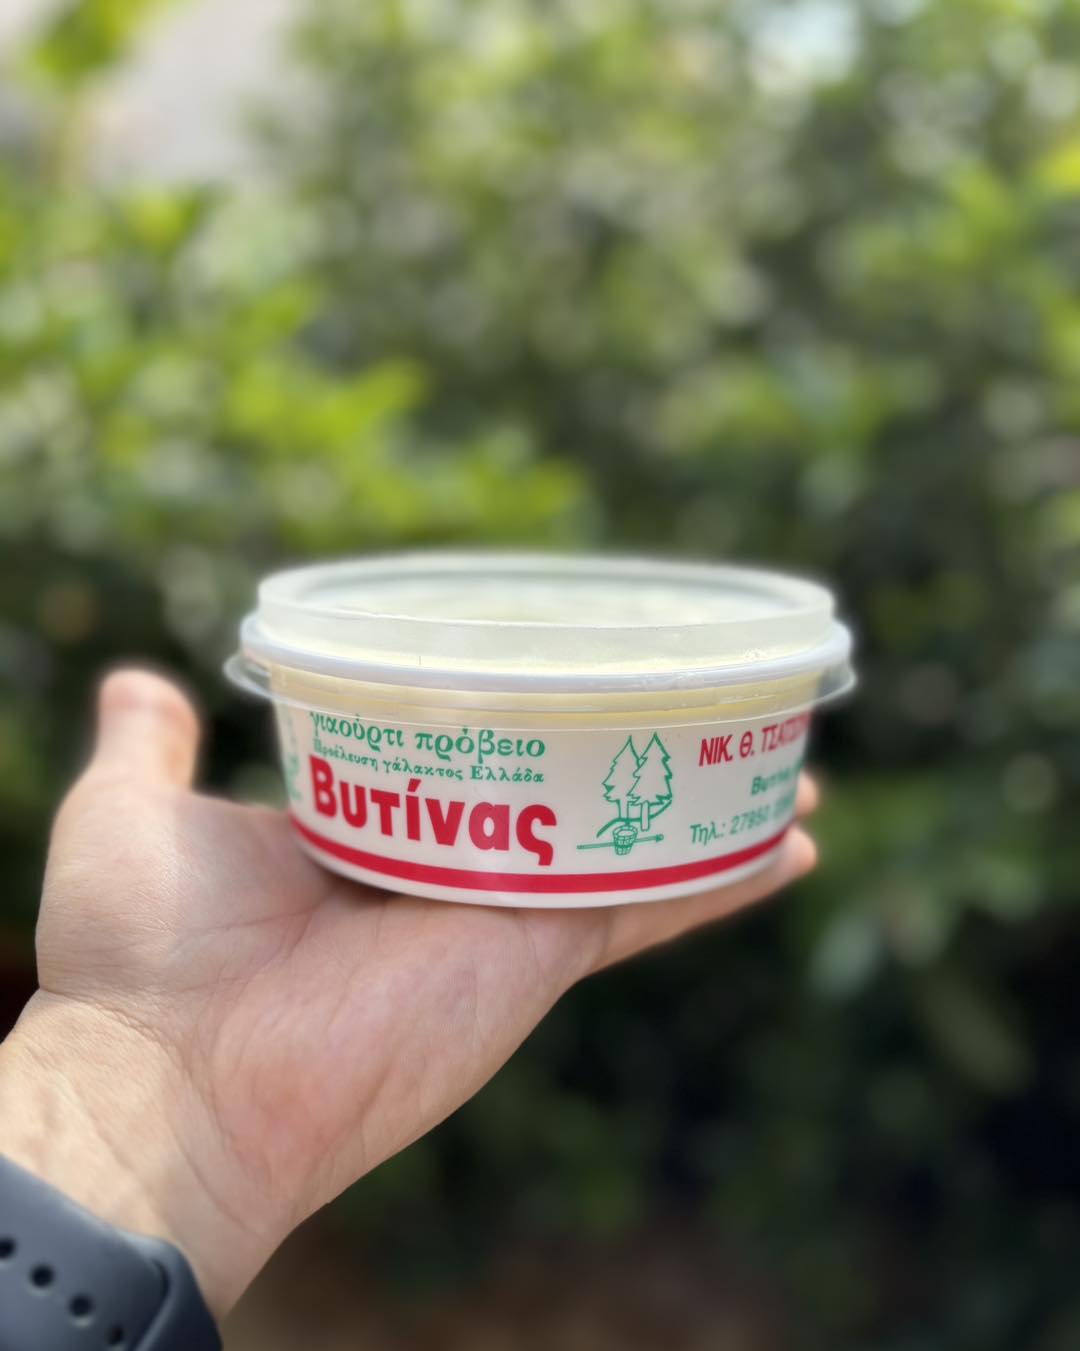 γιαούρτι πρόβειο
Προέλευση γάλακτος Ελλάδα
Βυτίνας
ΝΙΚ. Θ.
Τηλ.: